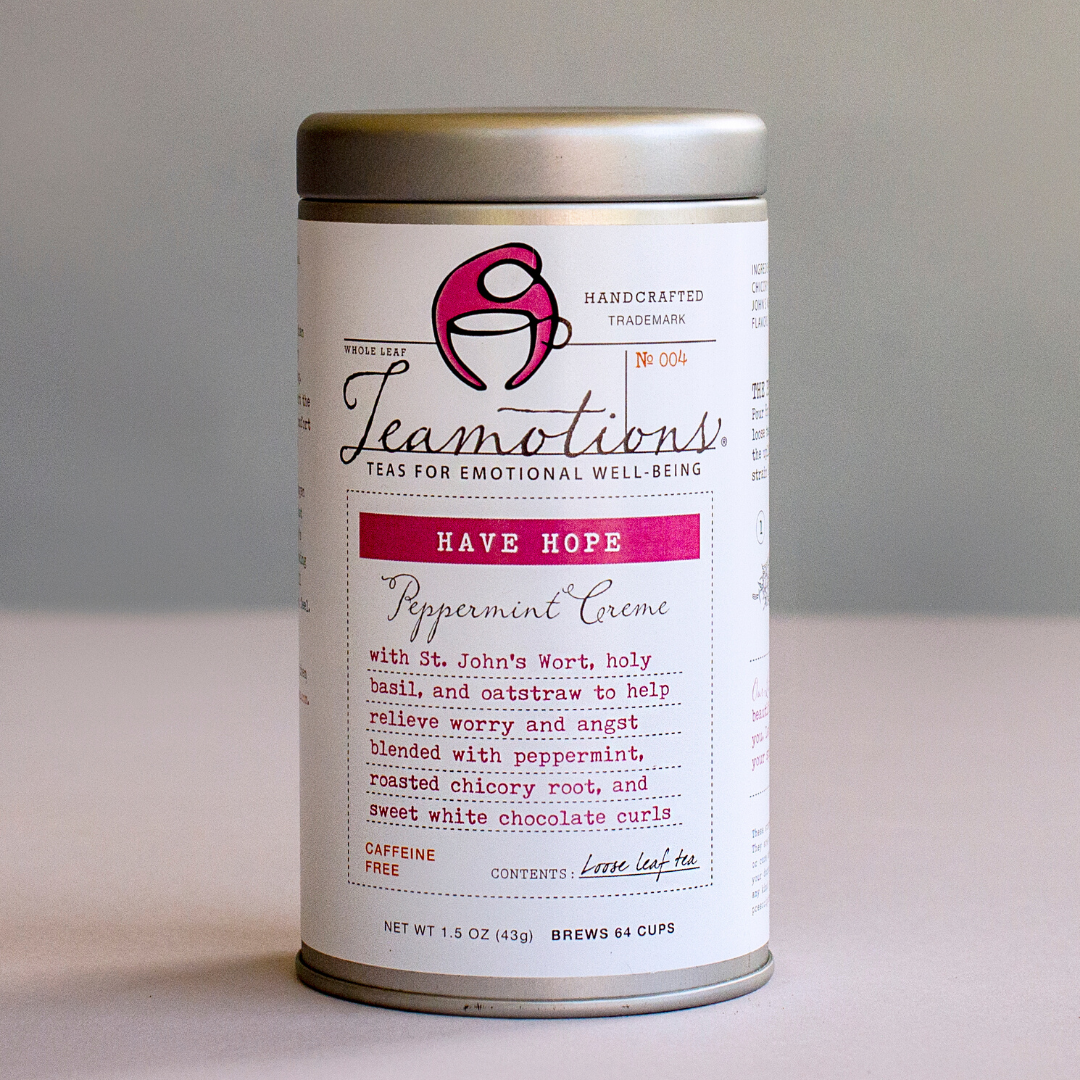 HANDCRAFTED
TRADEMARK
WHOLE LEAF
№ 004
Teamotions®
TEAS FOR EMOTIONAL WELL-BEING
HAVE HOPE
Peppermint Creme
with St. John's Wort, holy
basil, and oatstraw to help
relieve worry and angst
blended with peppermint,
roasted chicory root, and
sweet white chocolate curls
CAFFEINE
FREE
CONTENTS: Loose leaf tea
NET WT 1.5 OZ (43g) BREWS 64 CUPS
1